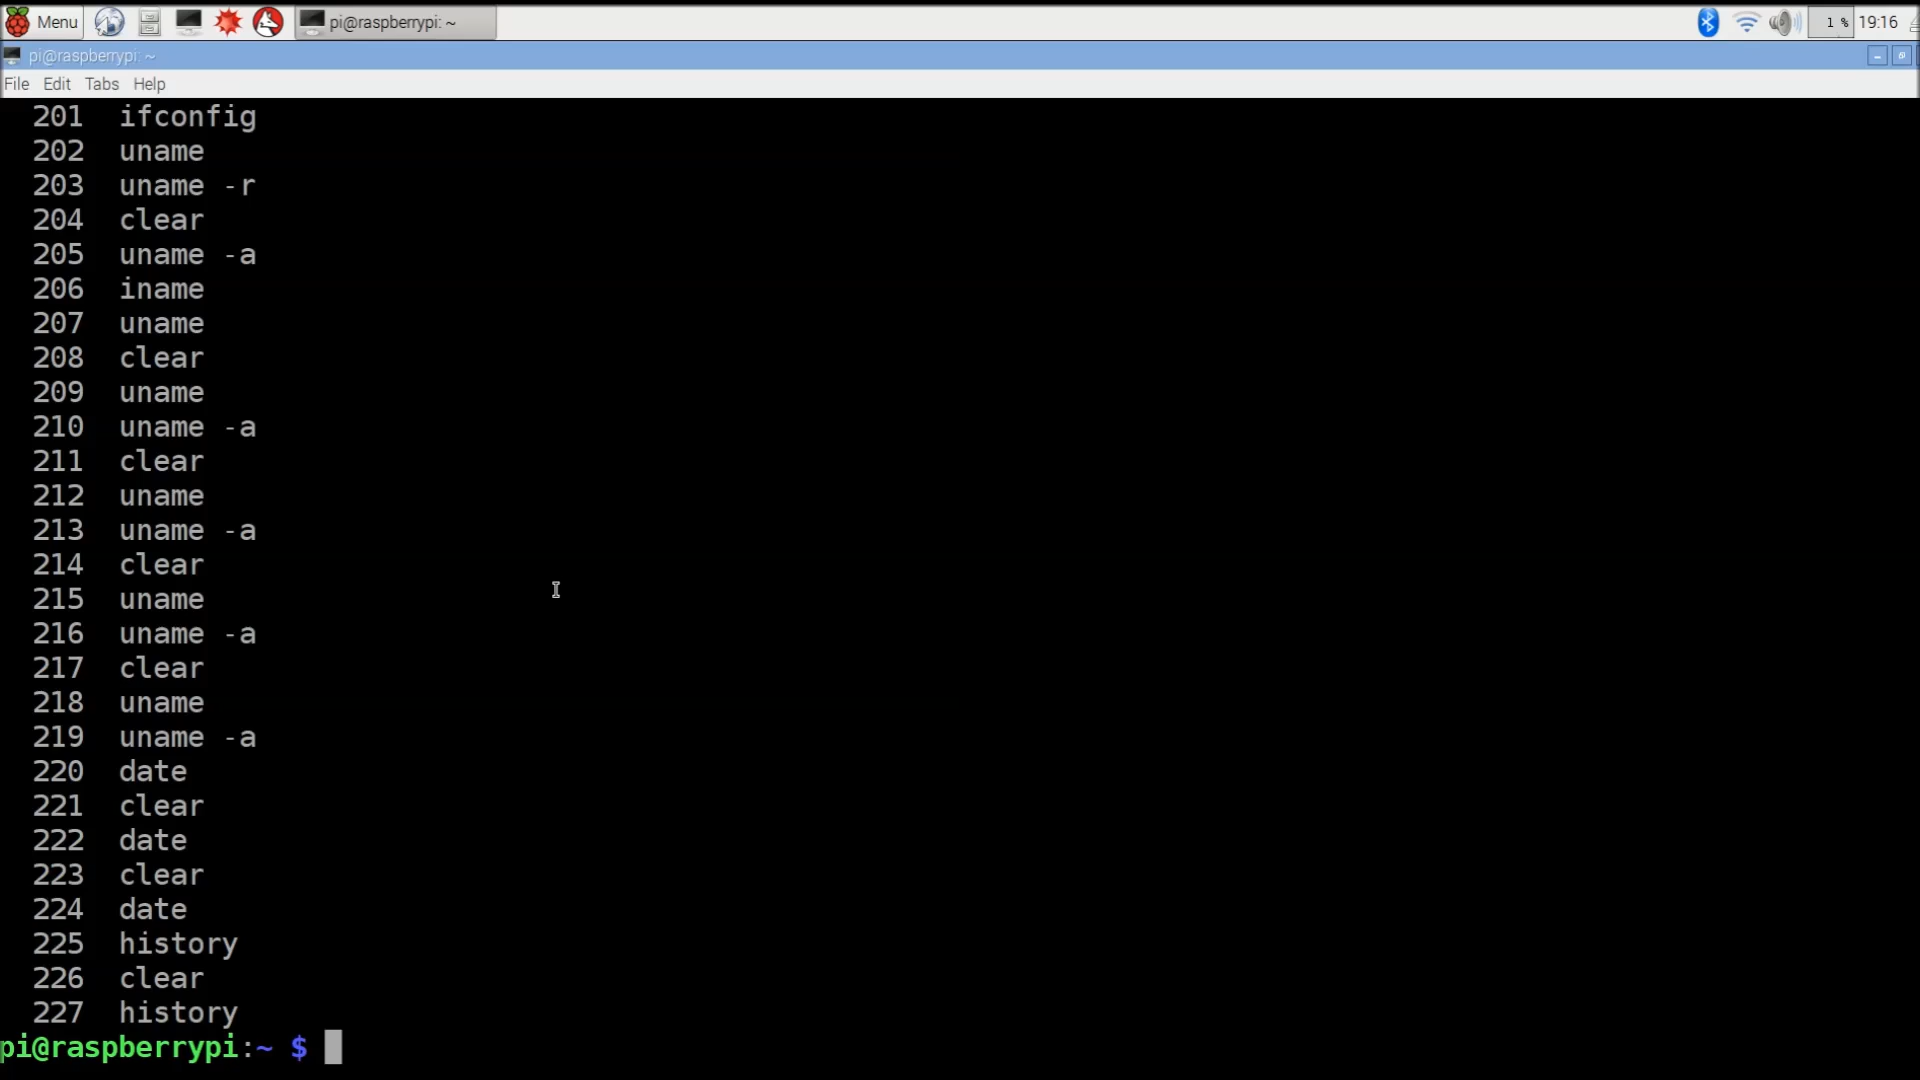 Menu pi@raspberrypi: ~ 1 % 19:16
pi@raspberrypi: ~
File Edit Tabs Help
201 ifconfig
202 uname
203 uname -r
204 clear
205 uname -a
206 iname
207 uname
208 clear
209 uname
210 uname -a
211 clear
212 uname
213 uname -a
214 clear
215 uname
216 uname -a
217 clear
218 uname
219 uname -a
220 date
221 clear
222 date
223 clear
224 date
225 history
226 clear
227 history
pi@raspberrypi:~ $